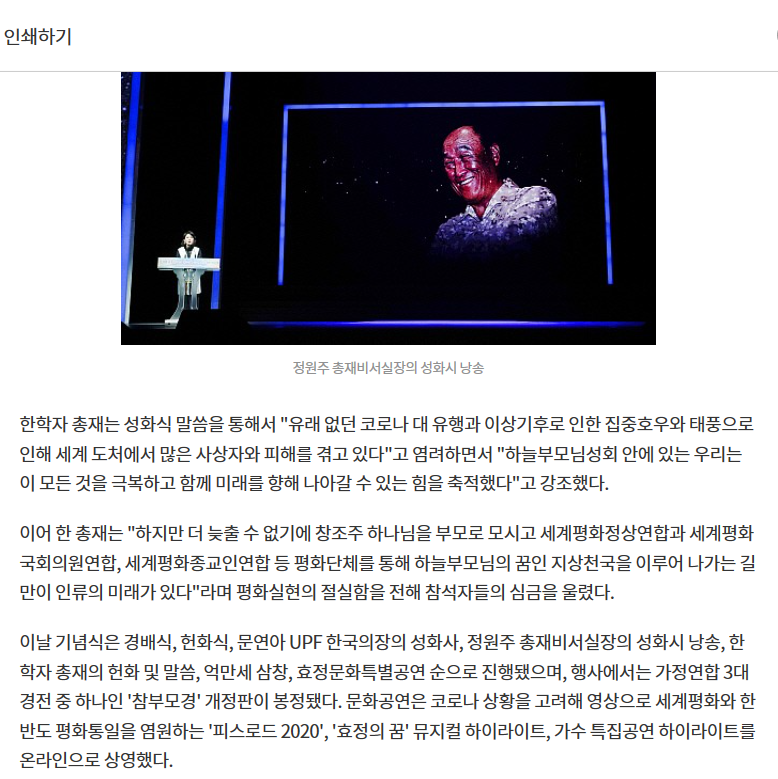 인쇄하기
정원주 총재비서실장의 성화시 낭송
한학자 총재는 성화식 말씀을 통해서 "유래 없던 코로나 대 유행과 이상기후로 인한 집중호우와 태풍으로
인해 세계 도처에서 많은 사상자와 피해를 겪고 있다"고 염려하면서 "하늘부모님성회 안에 있는 우리는
이 모든 것을 극복하고 함께 미래를 향해 나아갈 수 있는 힘을 축적했다"고 강조했다.
이어 한 총재는 "하지만 더 늦출 수 없기에 창조주 하나님을 부모로 모시고 세계평화정상연합과 세계평화
국회의원연합, 세계평화종교인연합 등 평화단체를 통해 하늘부모님의 꿈인 지상천국을 이루어 나가는 길
만이 인류의 미래가 있다"라며 평화실현의 절실함을 전해 참석자들의 심금을 울렸다.
이날 기념식은 경배식, 헌화식, 문연아 UPF 한국의장의 성화사, 정원주 총재비서실장의 성화시 낭송, 한
학자 총재의 헌화 및 말씀, 억만세 삼창, 효정문화특별공연 순으로 진행됐으며, 행사에서는 가정연합 3대
경전 중 하나인 '참부모경' 개정판이 봉정됐다. 문화공연은 코로나 상황을 고려해 영상으로 세계평화와 한
반도 평화통일을 염원하는 '피스로드 2020', '효정의 꿈' 뮤지컬 하이라이트, 가수 특집공연 하이라이트를
온라인으로 상영했다.